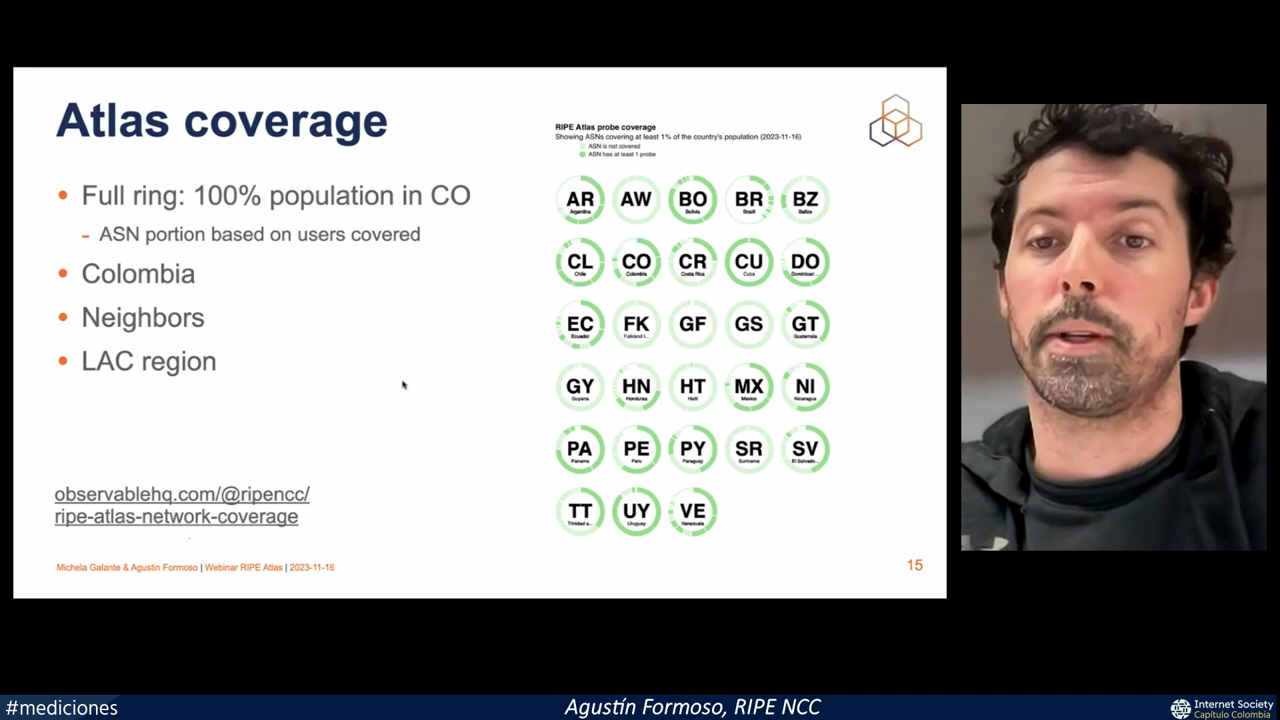 Atlas coverage
• Full ring: 100% population in CO
- ASN portion based on users covered
• Colombia
• Neighbors
• LAC region
observablehq.com/@ripencc/
ripe-atlas-network-coverage
Michela Galante & Agustin Formoso | Webinar RIPE Atlas | 2023-11-16
15
RIPE Atlas probe coverage
Showing ASNs covering at least 1% of the country's population (2023-11-16)
ASN is not covered
ASN has at least 1 probe
AR AW BO BR BZ
Argentina Bolivia Brazil Belize
CL CO CR CU DO
Chile Colombia Costa Rica Cuba Dominican ...
EC FK GF GS GT
Ecuador Falkland I... Guatemala
GY HN HT MX NI
Guyana Honduras Haiti Mexico Nicaragua
PA PE PY SR SV
Panama Peru Paraguay Suriname El Salvado...
TT UY VE
Trinidad a... Uruguay Venezuela
#mediciones
Agustín Formoso, RIPE NCC
Internet Society
Capítulo Colombia